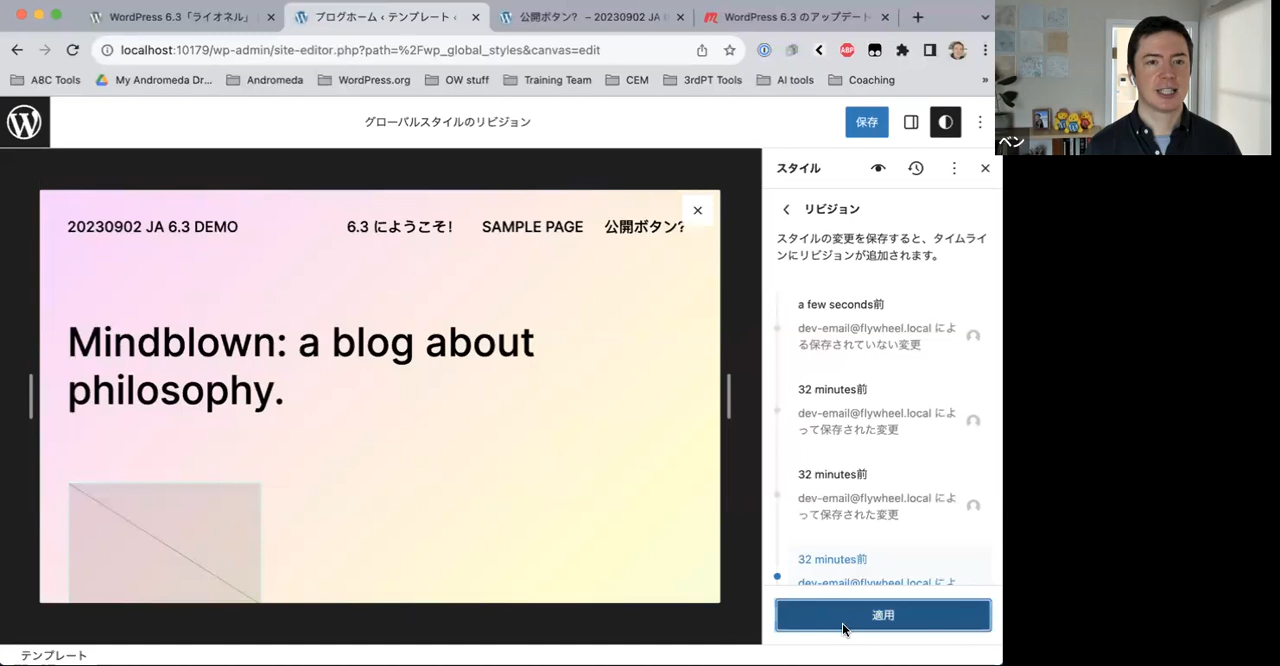 WordPress 6.3「ライオネル」
ブログホーム ‹ テンプレート ‹
公開ボタン? – 20230902 JA
WordPress 6.3 のアップデート
localhost:10179/wp-admin/site-editor.php?path=%2Fwp_global_styles&canvas=edit
ABP
A8C Tools
My Andromeda Dr...
Andromeda
WordPress.org
OW stuff
Training Team
CEM
3rdPT Tools
AI tools
Coaching
»
グローバルスタイルのリビジョン
保存
ベン
スタイル
リビジョン
スタイルの変更を保存すると、タイムライ
ンにリビジョンが追加されます。
20230902 JA 6.3 DEMO
6.3 にようこそ!
SAMPLE PAGE
公開ボタン?
Mindblown: a blog about
philosophy.
a few seconds前
dev-email@flywheel.local によ
る保存されていない変更
32 minutes前
dev-email@flywheel.local によ
って保存された変更
32 minutes前
dev-email@flywheel.local によ
って保存された変更
32 minutes前
dev-email@flywheel.local によ
適用
テンプレート